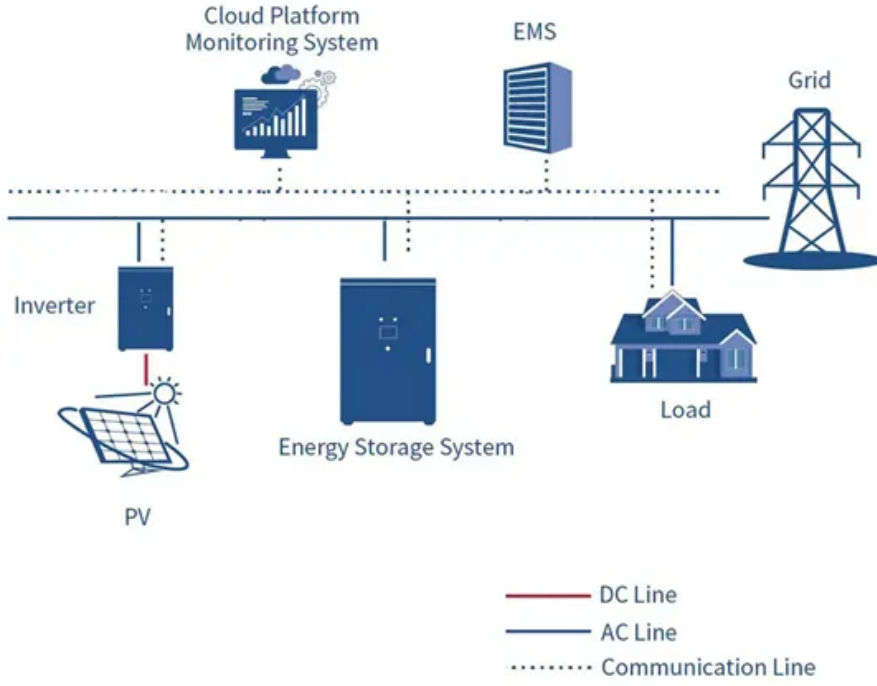 Cloud Platform
Monitoring System
EMS
Grid
Inverter
Energy Storage System
Load
PV
DC Line
AC Line
Communication Line